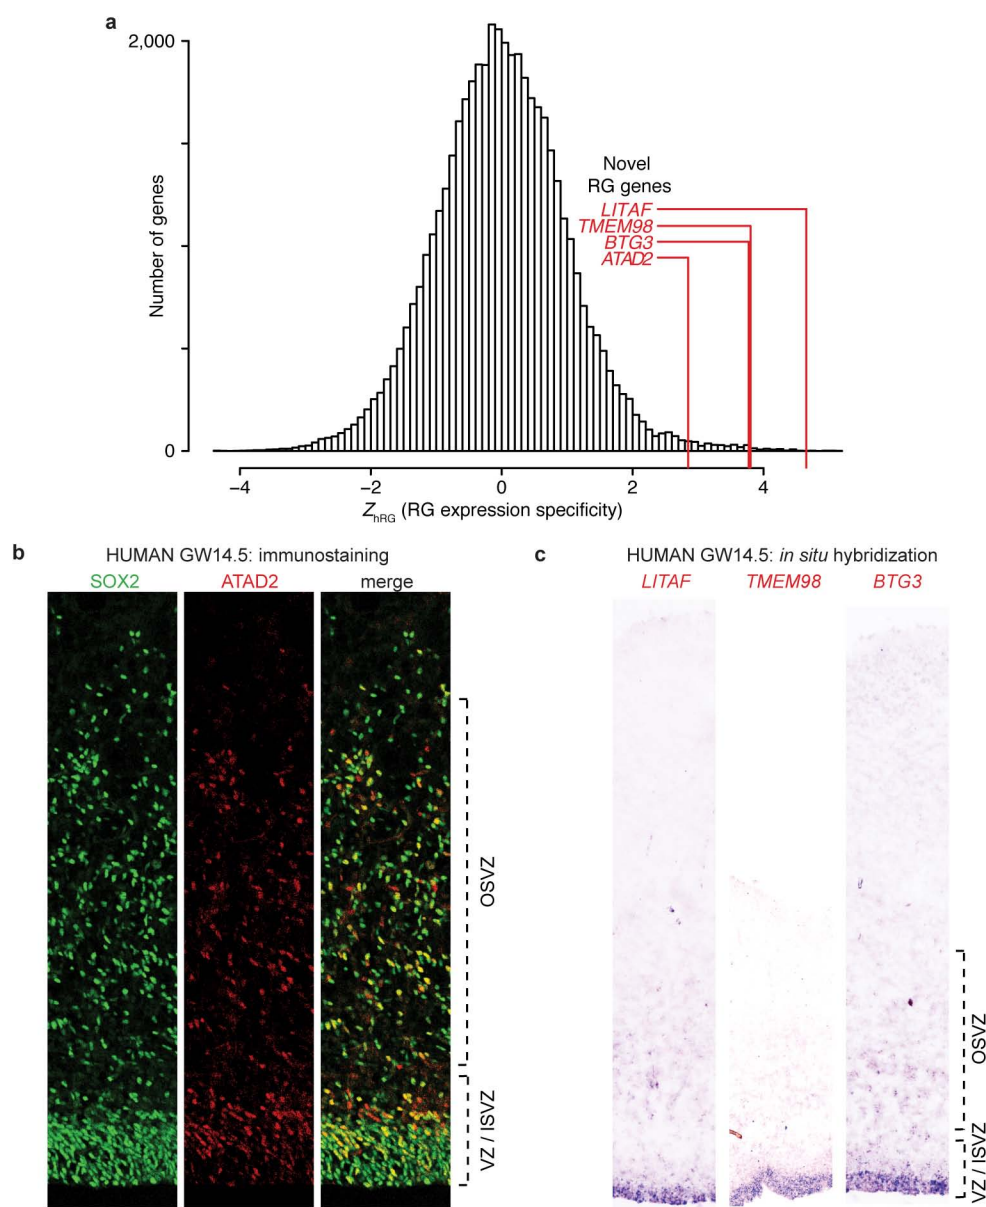 a
2,000
Number of genes
0
Novel
RG genes
LITAF
TMEM98
BTG3
ATAD2
−4 −2 0 2 4
ZhRG (RG expression specificity)
b
HUMAN GW14.5: immunostaining
SOX2 ATAD2 merge
OSVZ
VZ / ISVZ
c
HUMAN GW14.5: in situ hybridization
LITAF TMEM98 BTG3
OSVZ
VZ / ISVZ